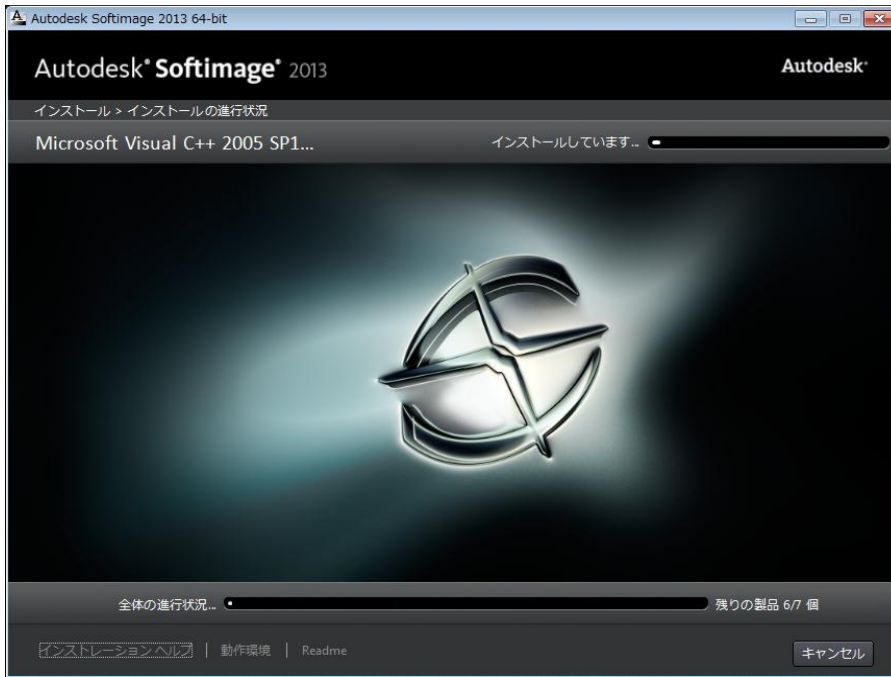 Autodesk Softimage 2013 64-bit
Autodesk® Softimage® 2013
Autodesk®
インストール > インストールの進行状況
Microsoft Visual C++ 2005 SP1...
インストールしています...
全体の進行状況...
残りの製品 6/7 個
インストレーション ヘルプ | 動作環境 | Readme
キャンセル